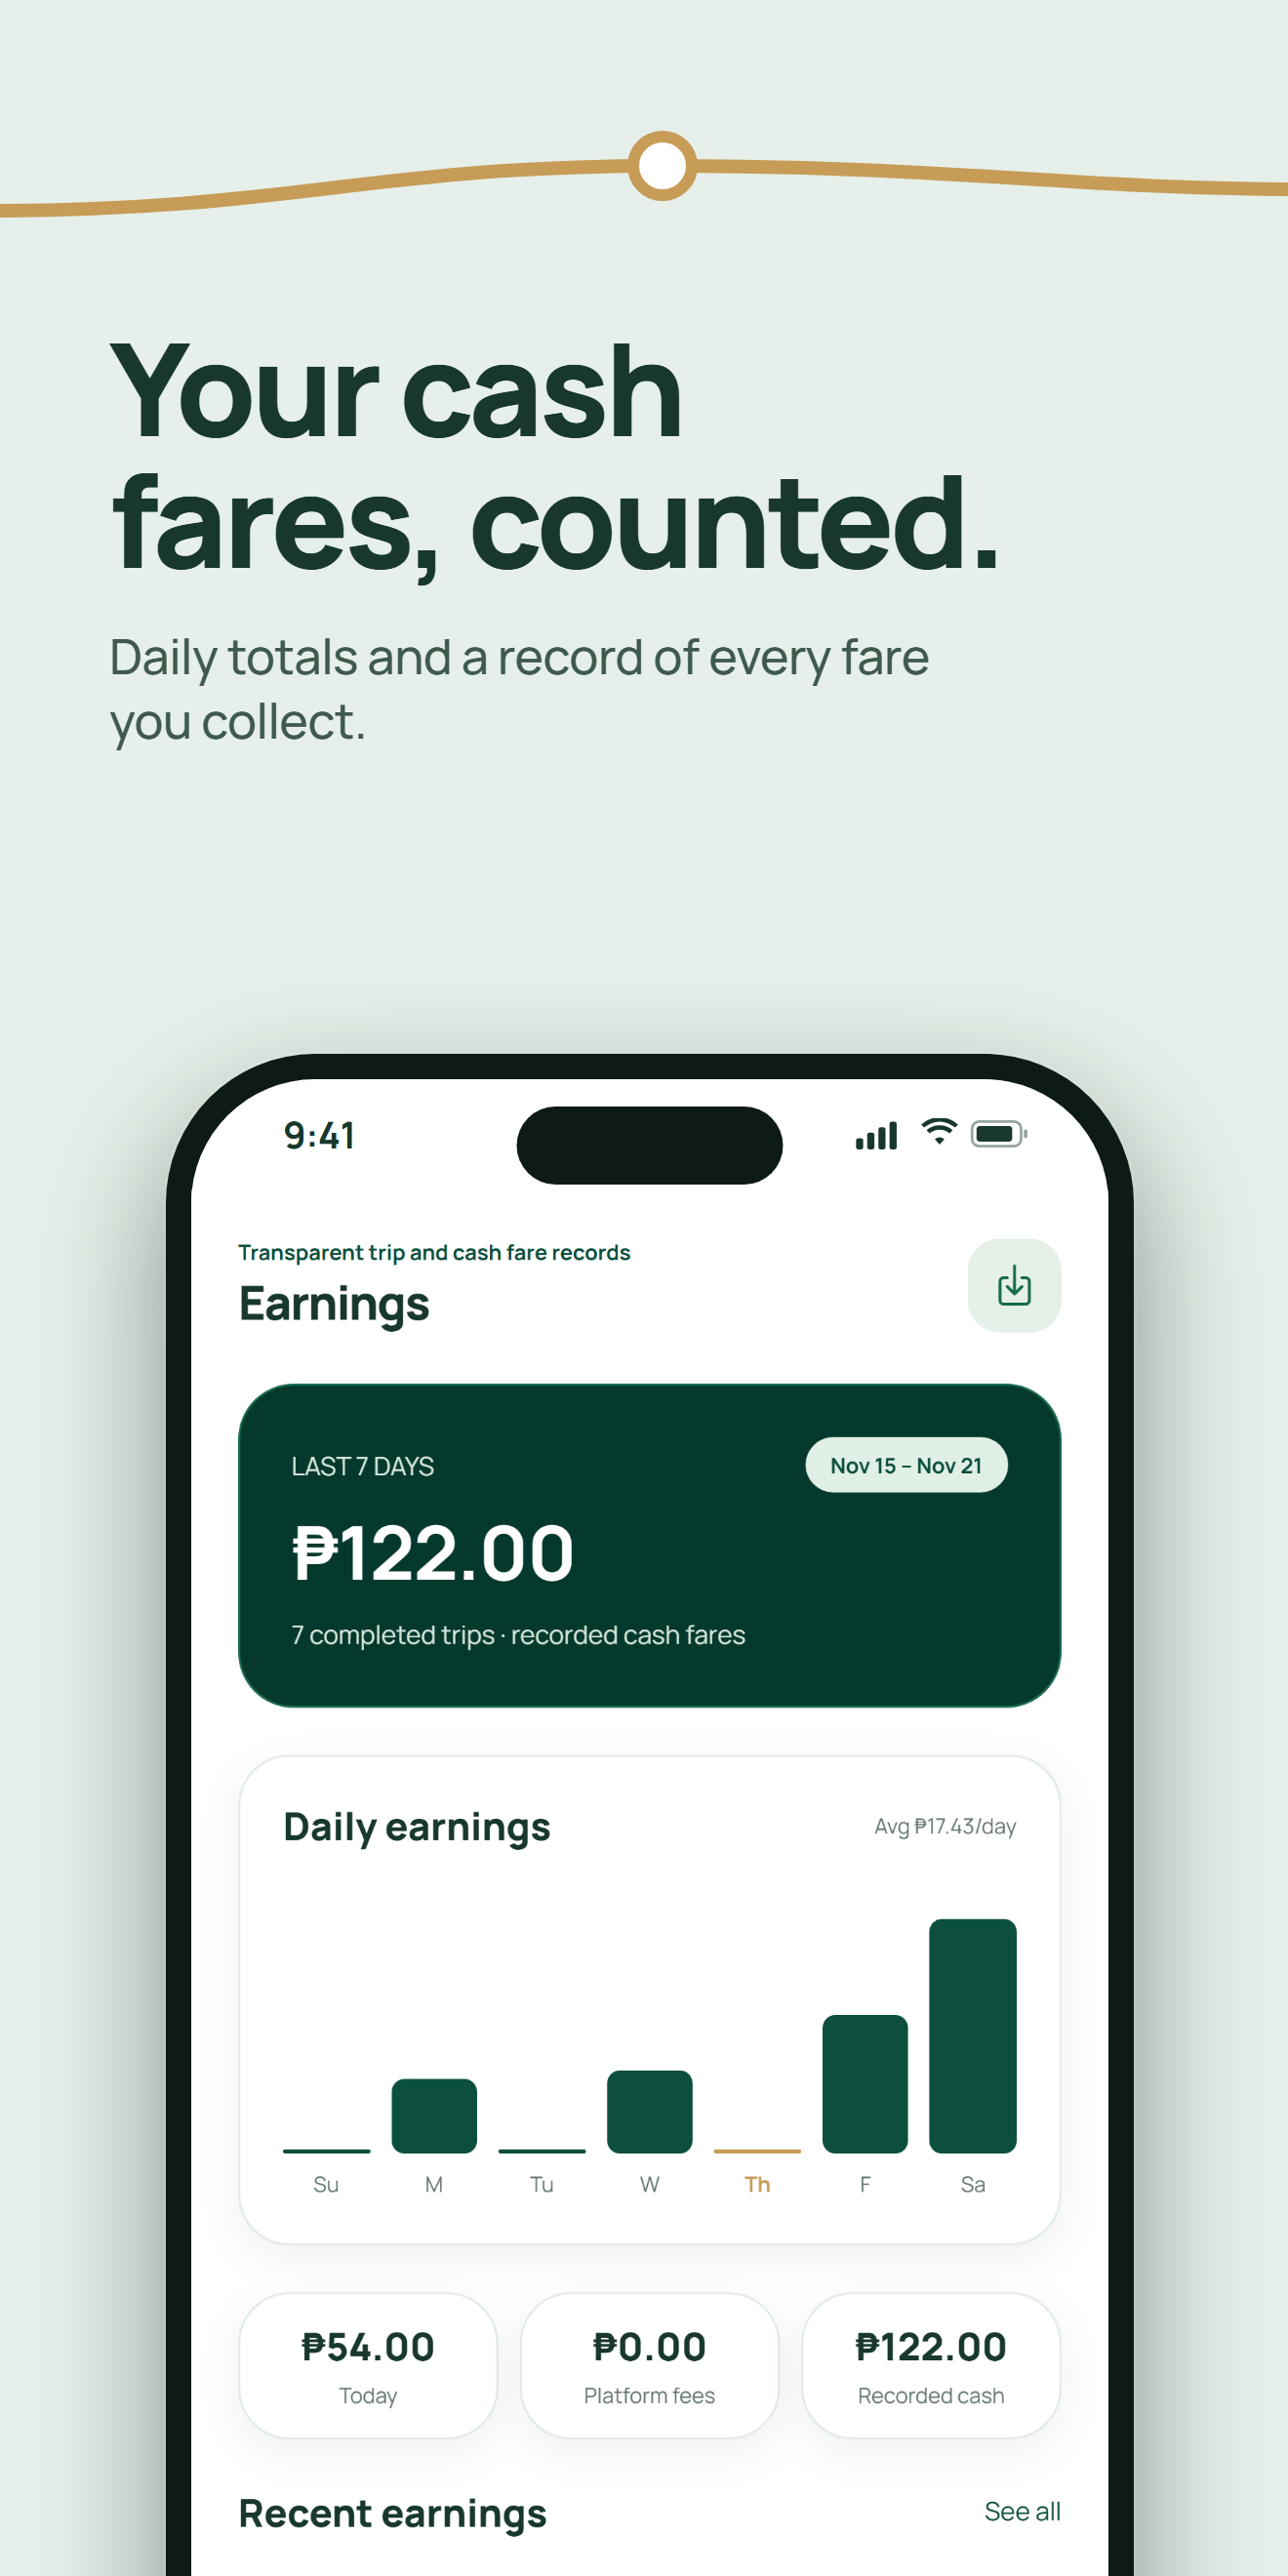 Your cash
fares, counted.
Daily totals and a record of every fare
you collect.
9:41
Transparent trip and cash fare records
Earnings
LAST 7 DAYS
Nov 15 – Nov 21
₱122.00
7 completed trips · recorded cash fares
Daily earnings
Avg ₱17.43/day
Su M Tu W Th F Sa
₱54.00 ₱0.00 ₱122.00
Today Platform fees Recorded cash
Recent earnings
See all